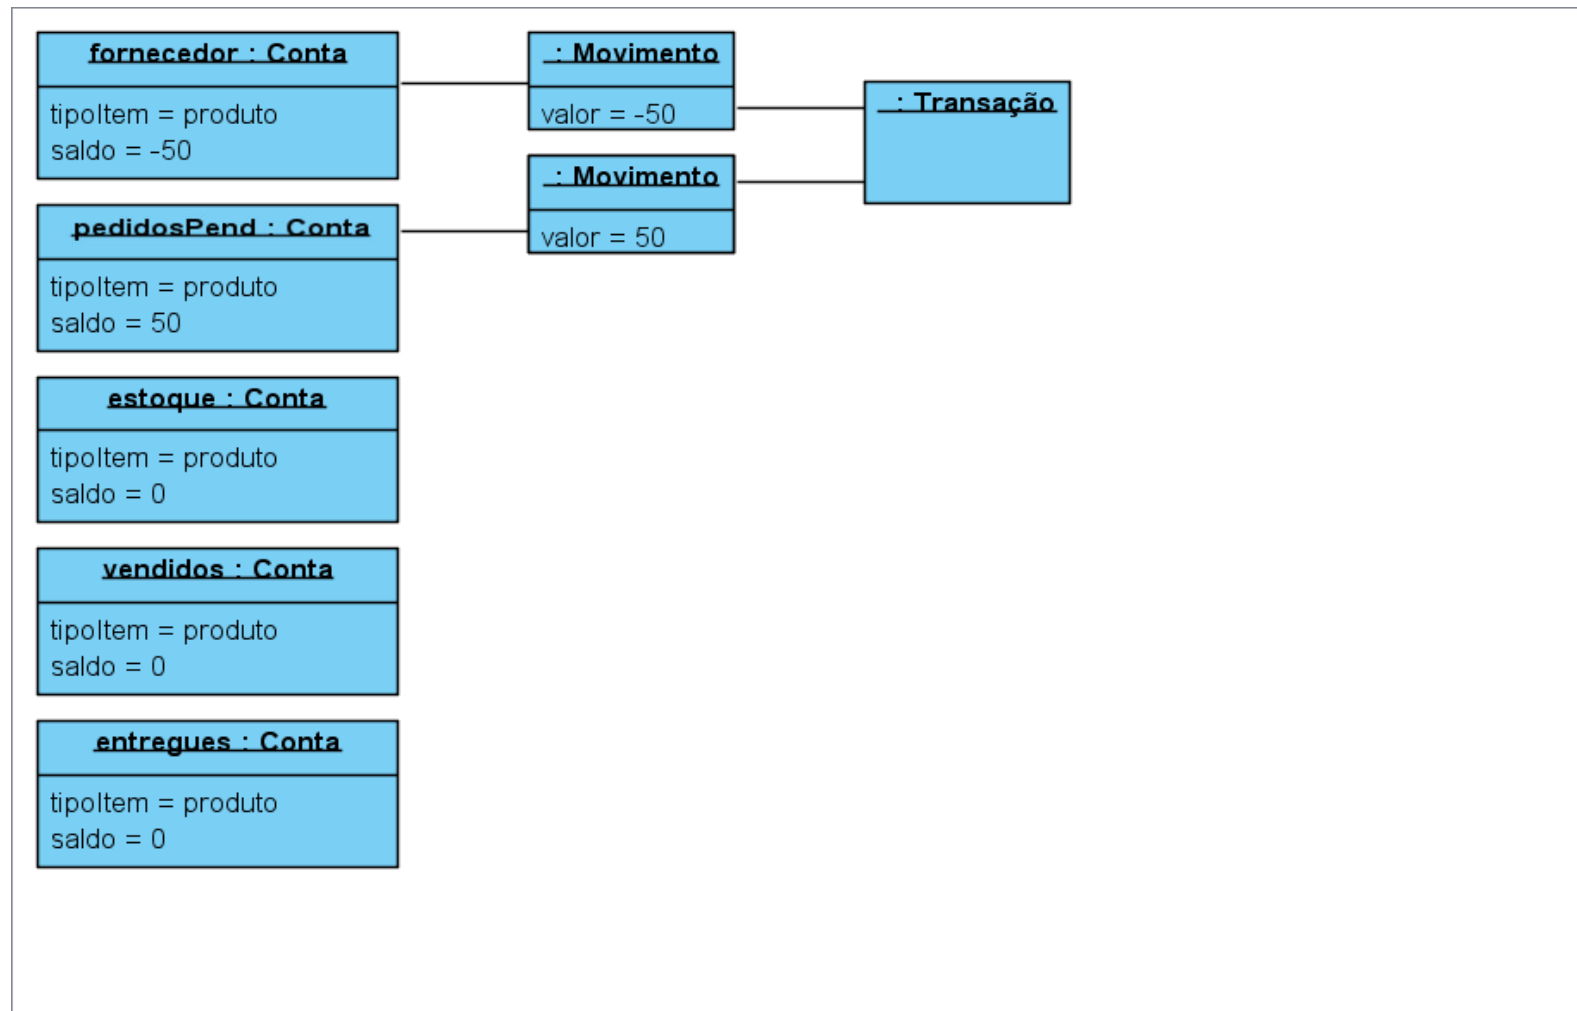 fornecedor : Conta
tipoItem = produto
saldo = -50
: Movimento
valor = -50
: Transação
pedidosPend : Conta
tipoItem = produto
saldo = 50
: Movimento
valor = 50
estoque : Conta
tipoItem = produto
saldo = 0
vendidos : Conta
tipoItem = produto
saldo = 0
entregues : Conta
tipoItem = produto
saldo = 0